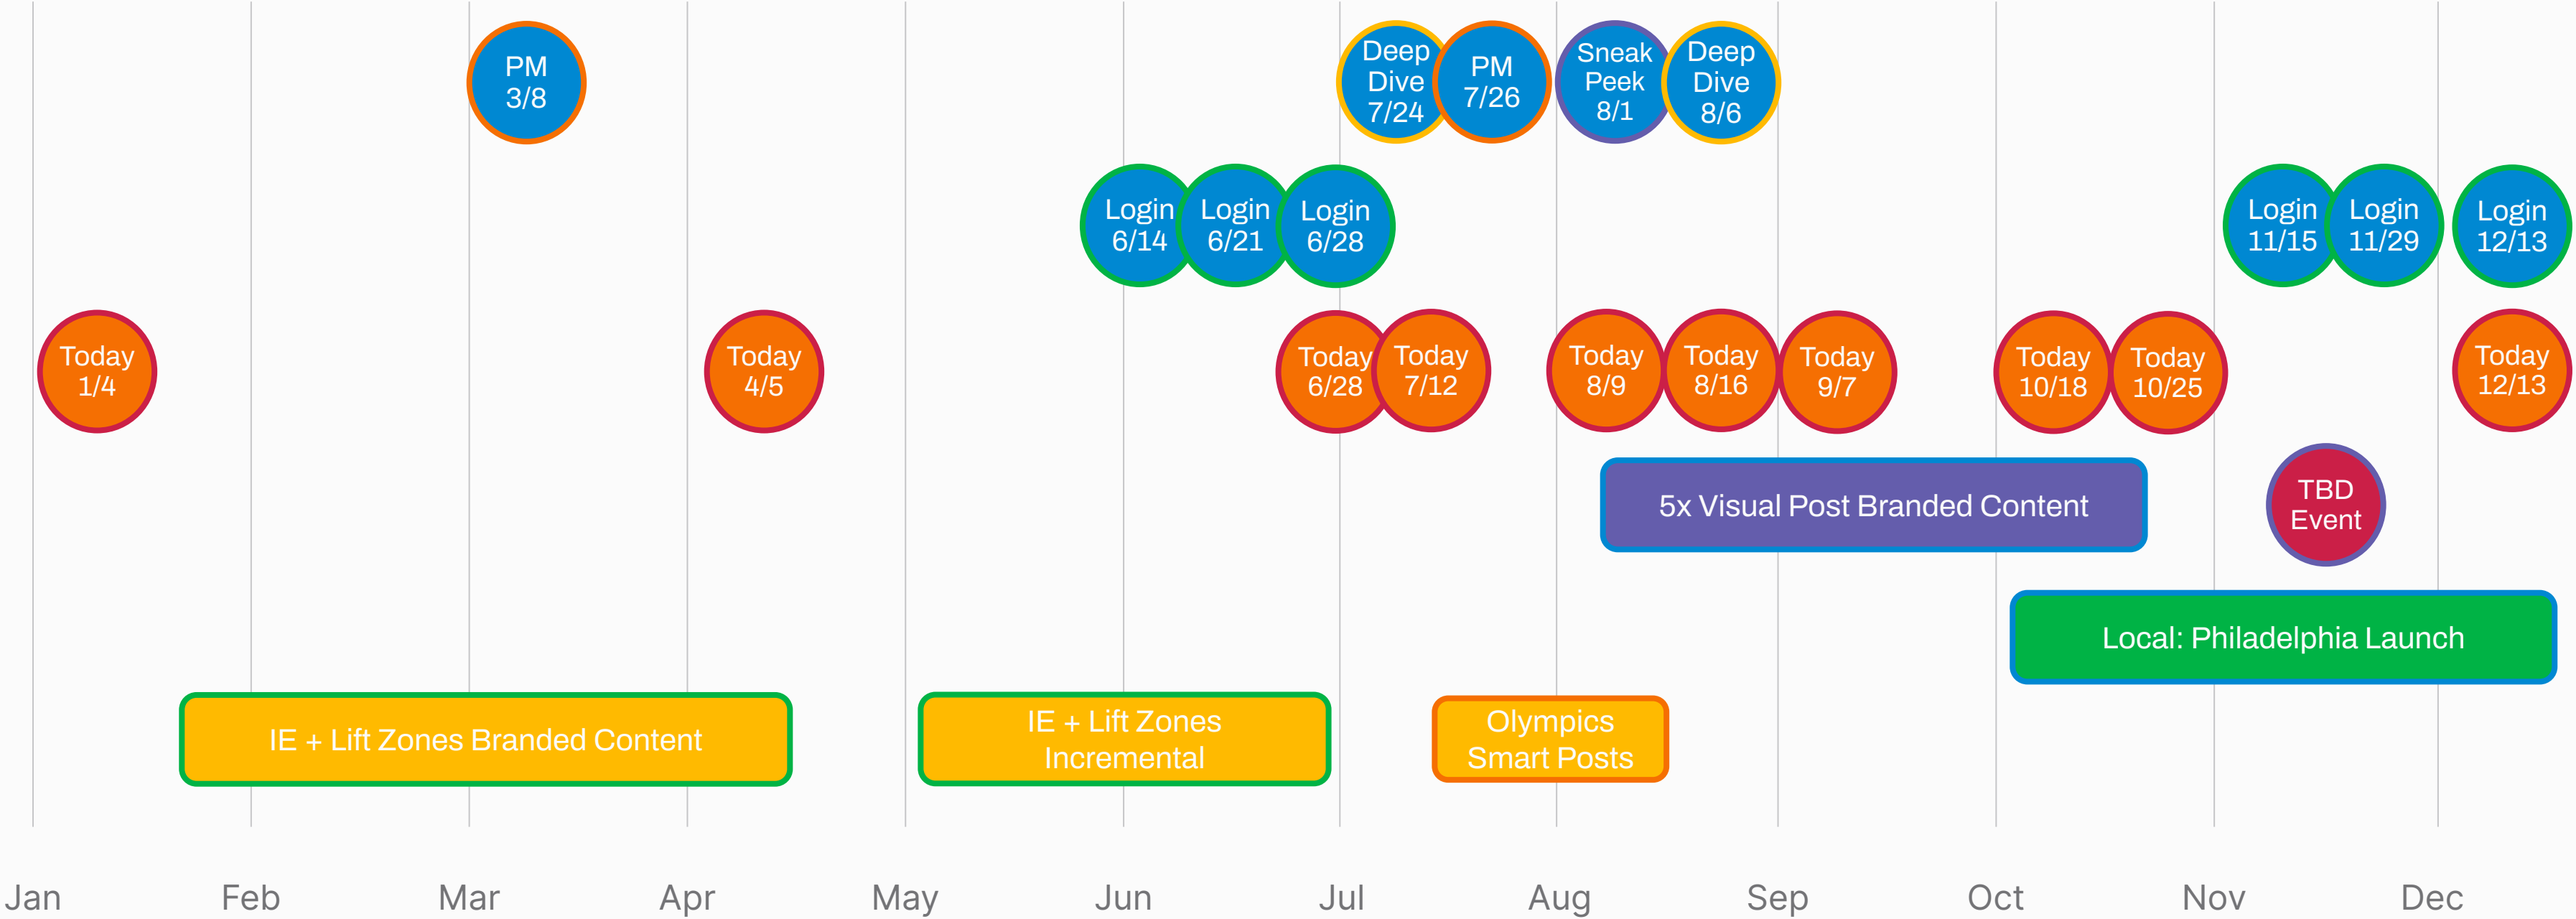 PM
3/8
Deep
Dive
7/24
PM
7/26
Sneak
Peek
8/1
Deep
Dive
8/6
Login
6/14
Login
6/21
Login
6/28
Login
11/15
Login
11/29
Login
12/13
Today
1/4
Today
4/5
Today
6/28
Today
7/12
Today
8/9
Today
8/16
Today
9/7
Today
10/18
Today
10/25
Today
12/13
5x Visual Post Branded Content
TBD
Event
Local: Philadelphia Launch
IE + Lift Zones Branded Content
IE + Lift Zones
Incremental
Olympics
Smart Posts
Jan Feb Mar Apr May Jun Jul Aug Sep Oct Nov Dec